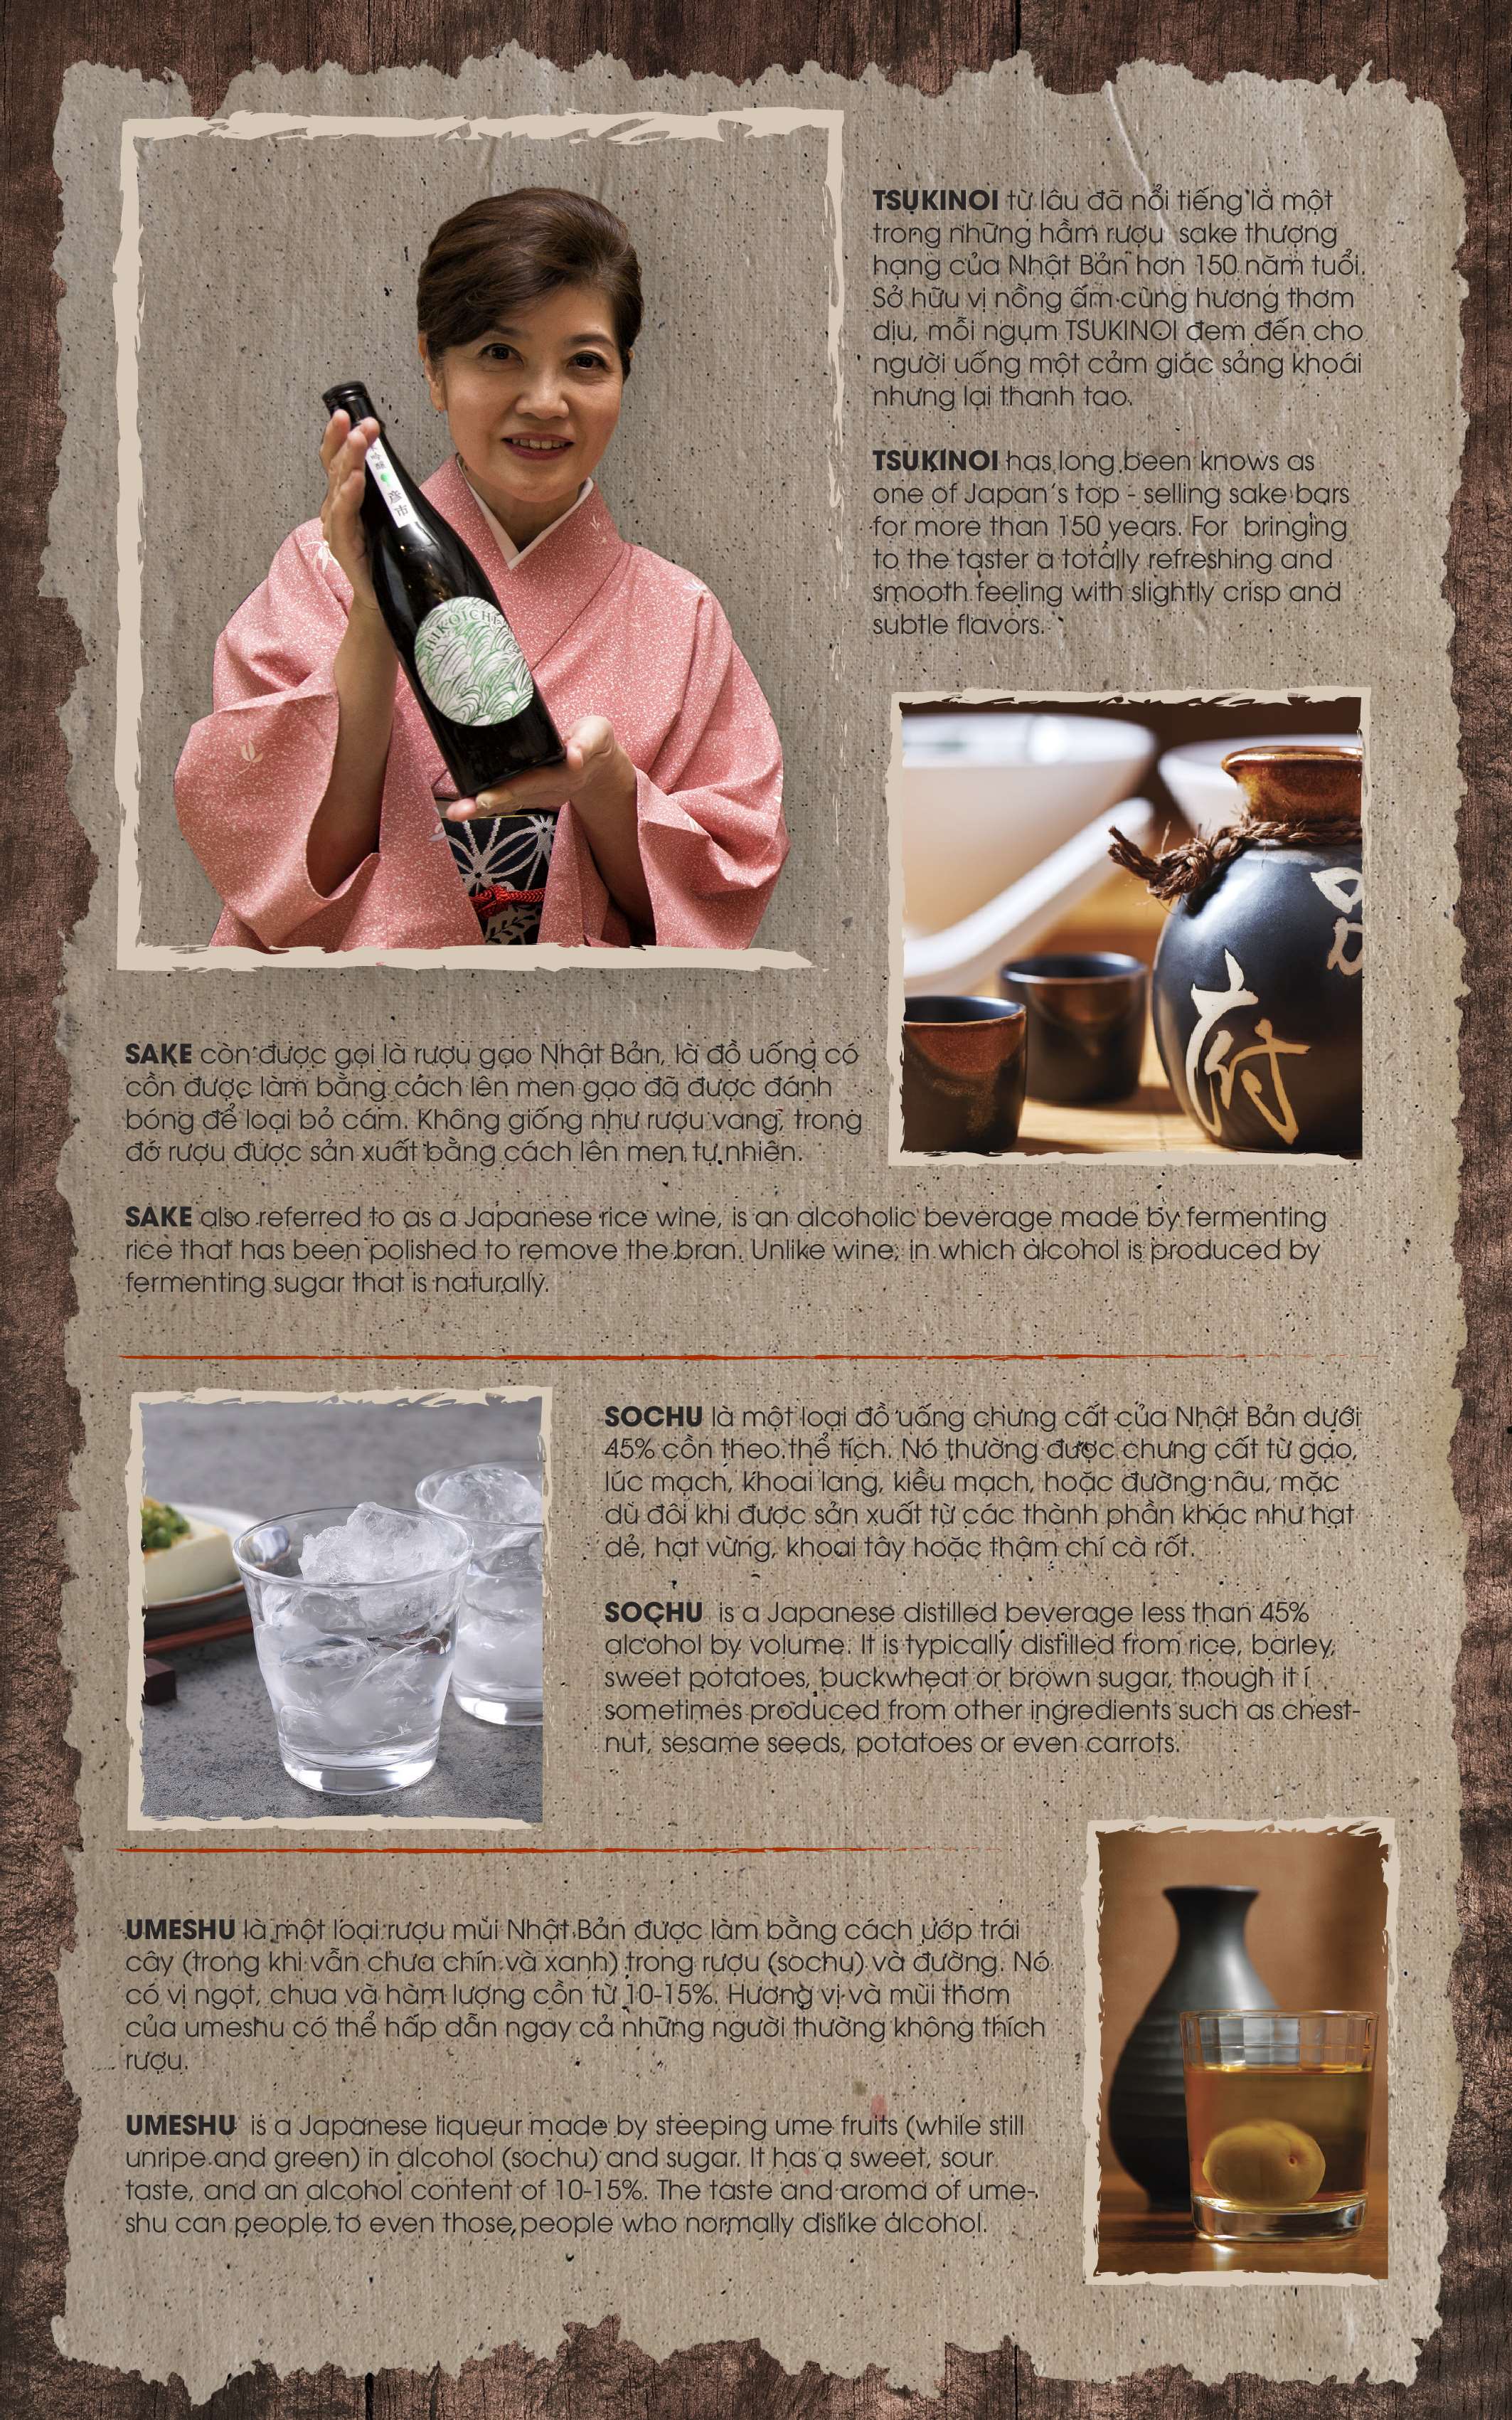 TSUKINOI từ lâu đã nổi tiếng là một
trong những hầm rượu sake thượng
hạng của Nhật Bản hơn 150 năm tuổi.
Sở hữu vị nồng ấm cùng hương thơm
dịu, mỗi ngụm TSUKINOI đem đến cho
người uống một cảm giác sảng khoái
nhưng lại thanh tao.
TSUKINOI has long been knows as
one of Japan's top - selling sake bars
for more than 150 years. For bringing
to the taster a totally refreshing and
smooth feeling with slightly crisp and
subtle flavors.
吟醸
彦市
HIKOICHI
府
SAKE còn được gọi là rượu gạo Nhật Bản, là đồ uống có
cồn được làm bằng cách lên men gạo đã được đánh
bóng để loại bỏ cám. Không giống như rượu vang, trong
đó rượu được sản xuất bằng cách lên men tự nhiên.
SAKE also referred to as a Japanese rice wine, is an alcoholic beverage made by fermenting
rice that has been polished to remove the bran. Unlike wine, in which alcohol is produced by
fermenting sugar that is naturally.
SOCHU là một loại đồ uống chưng cất của Nhật Bản dưới
45% cồn theo thể tích. Nó thường được chưng cất từ gạo,
lúc mạch, khoai lang, kiều mạch, hoặc đường nâu, mặc
dù đôi khi được sản xuất từ các thành phần khác như hạt
dẻ, hạt vừng, khoai tây hoặc thậm chí cà rốt.
SOCHU is a Japanese distilled beverage less than 45%
alcohol by volume. It is typically distilled from rice, barley,
sweet potatoes, buckwheat or brown sugar, though it í
sometimes produced from other ingredients such as chest-
nut, sesame seeds, potatoes or even carrots.
UMESHU là một loại rượu mùi Nhật Bản được làm bằng cách ướp trái
cây (trong khi vẫn chưa chín và xanh) trong rượu (sochu) và đường. Nó
có vị ngọt, chua và hàm lượng cồn từ 10-15%. Hương vị và mùi thơm
của umeshu có thể hấp dẫn ngay cả những người thường không thích
rượu.
UMESHU is a Japanese liqueur made by steeping ume fruits (while still
unripe and green) in alcohol (sochu) and sugar. It has a sweet, sour
taste, and an alcohol content of 10-15%. The taste and aroma of ume-
shu can people to even those people who normally dislike alcohol.